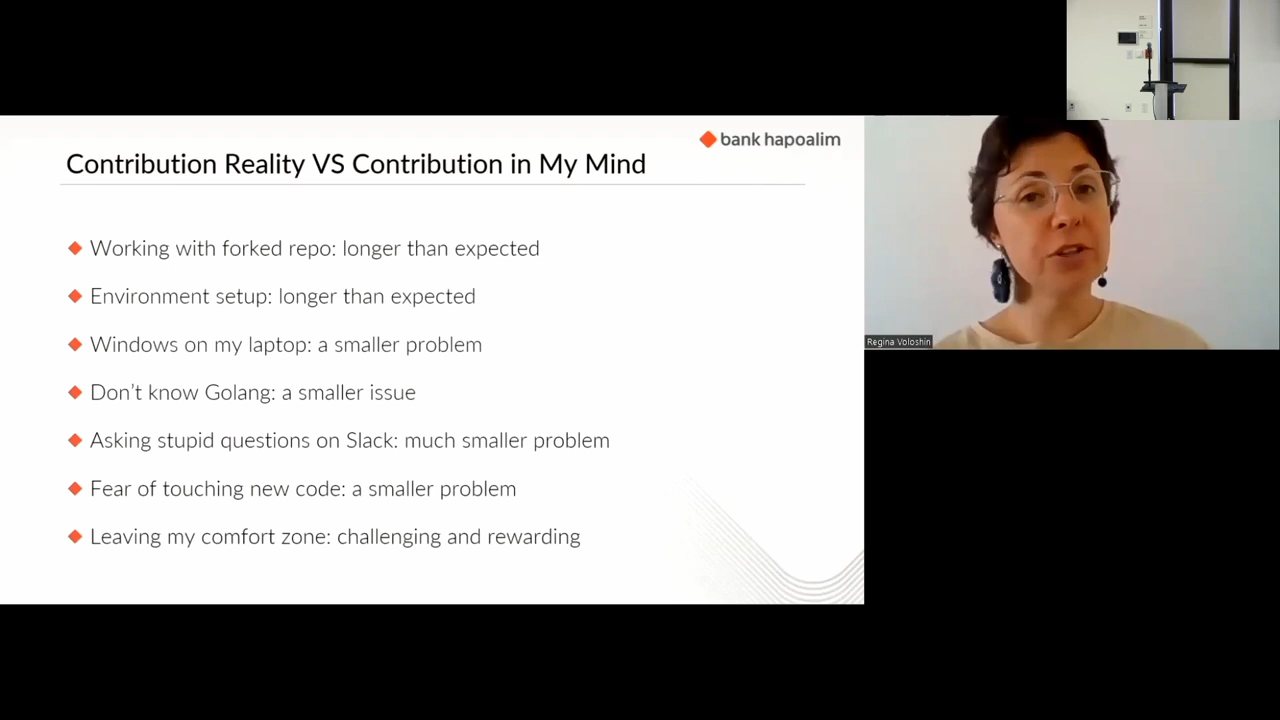 bank hapoalim
Contribution Reality VS Contribution in My Mind
Working with forked repo: longer than expected
Environment setup: longer than expected
Windows on my laptop: a smaller problem
Don’t know Golang: a smaller issue
Asking stupid questions on Slack: much smaller problem
Fear of touching new code: a smaller problem
Leaving my comfort zone: challenging and rewarding
Regina Voloshin